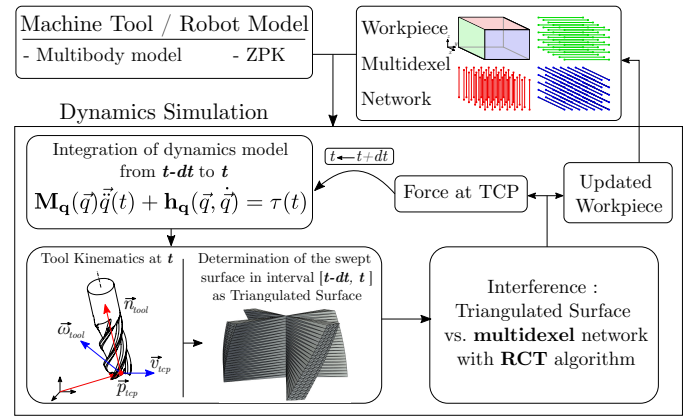 Machine Tool / Robot Model
- Multibody model - ZPK
Workpiece
Multidexel
Network
Dynamics Simulation
Integration of dynamics model
from t-dt to t
M_q(q⃗)q⃗̈(t) + h_q(q⃗, q⃗̇) = τ(t)
t←t+dt
Force at TCP
Updated
Workpiece
Tool Kinematics at t
n⃗_tool
ω⃗_tool
v⃗_tcp
p⃗_tcp
Determination of the swept
surface in interval [t-dt, t ]
as Triangulated Surface
Interference :
Triangulated Surface
vs. multidexel network
with RCT algorithm